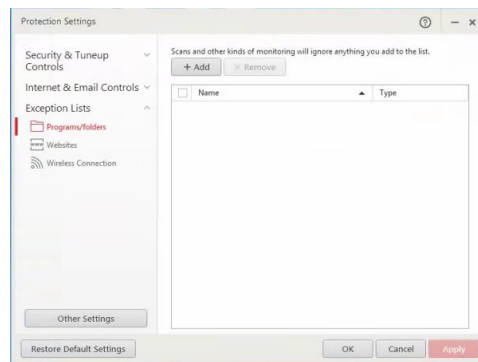 Protection Settings
Security & Tuneup
Controls
Internet & Email Controls
Exception Lists
Programs/folders
Websites
Wireless Connection
Other Settings
Scans and other kinds of monitoring will ignore anything you add to the list.
+ Add
× Remove
Name
Type
Restore Default Settings
OK
Cancel
Apply